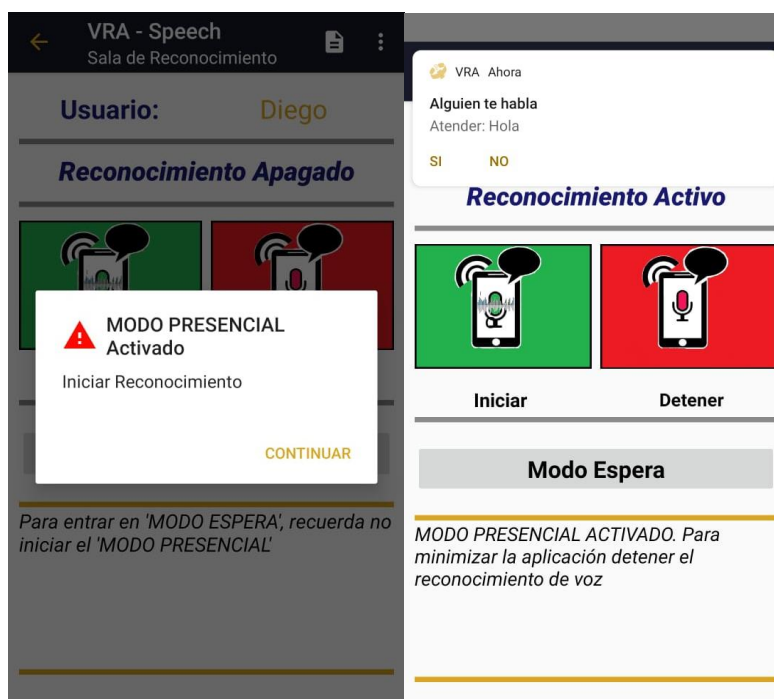 VRA - Speech
Sala de Reconocimiento
Usuario:
Diego
Reconocimiento Apagado
MODO PRESENCIAL
Activado
Iniciar Reconocimiento
CONTINUAR
Para entrar en 'MODO ESPERA', recuerda no
iniciar el 'MODO PRESENCIAL'
VRA Ahora
Alguien te habla
Atender: Hola
SI
NO
Reconocimiento Activo
Iniciar
Detener
Modo Espera
MODO PRESENCIAL ACTIVADO. Para
minimizar la aplicación detener el
reconocimiento de voz